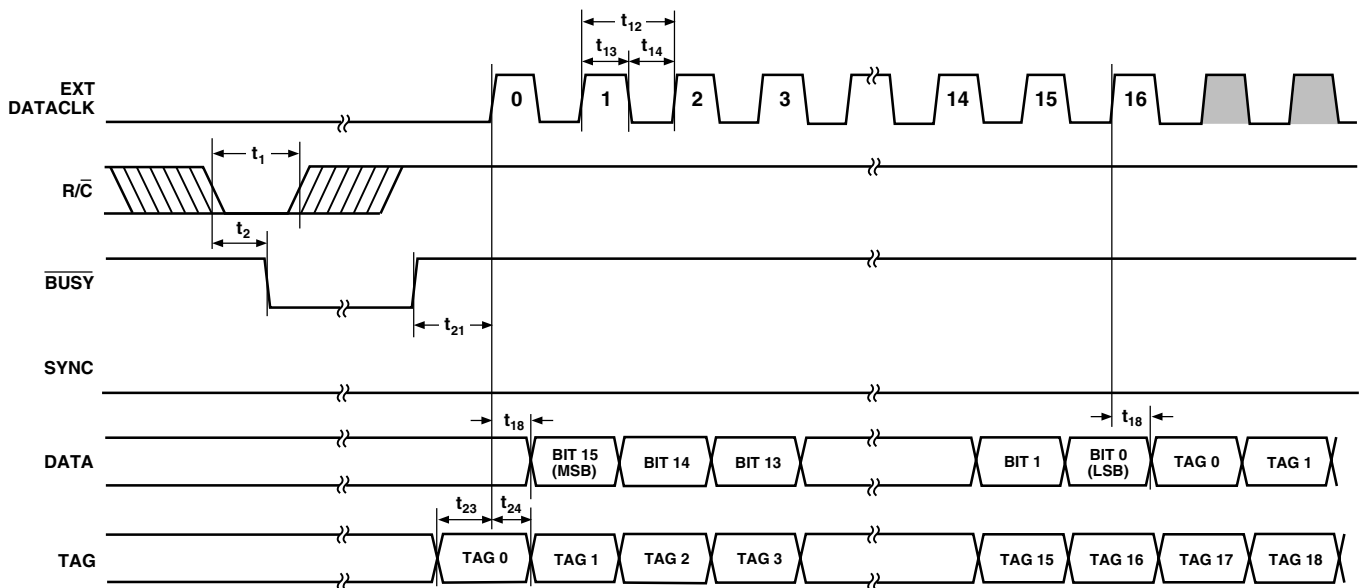 t12
t13 t14
EXT DATACLK
0 1 2 3 14 15 16
t1
R/C̅
t2
B̅U̅S̅Y̅
t21
SYNC
t18 t18
DATA
BIT 15 (MSB) BIT 14 BIT 13 BIT 1 BIT 0 (LSB) TAG 0 TAG 1
t23 t24
TAG
TAG 0 TAG 1 TAG 2 TAG 3 TAG 15 TAG 16 TAG 17 TAG 18